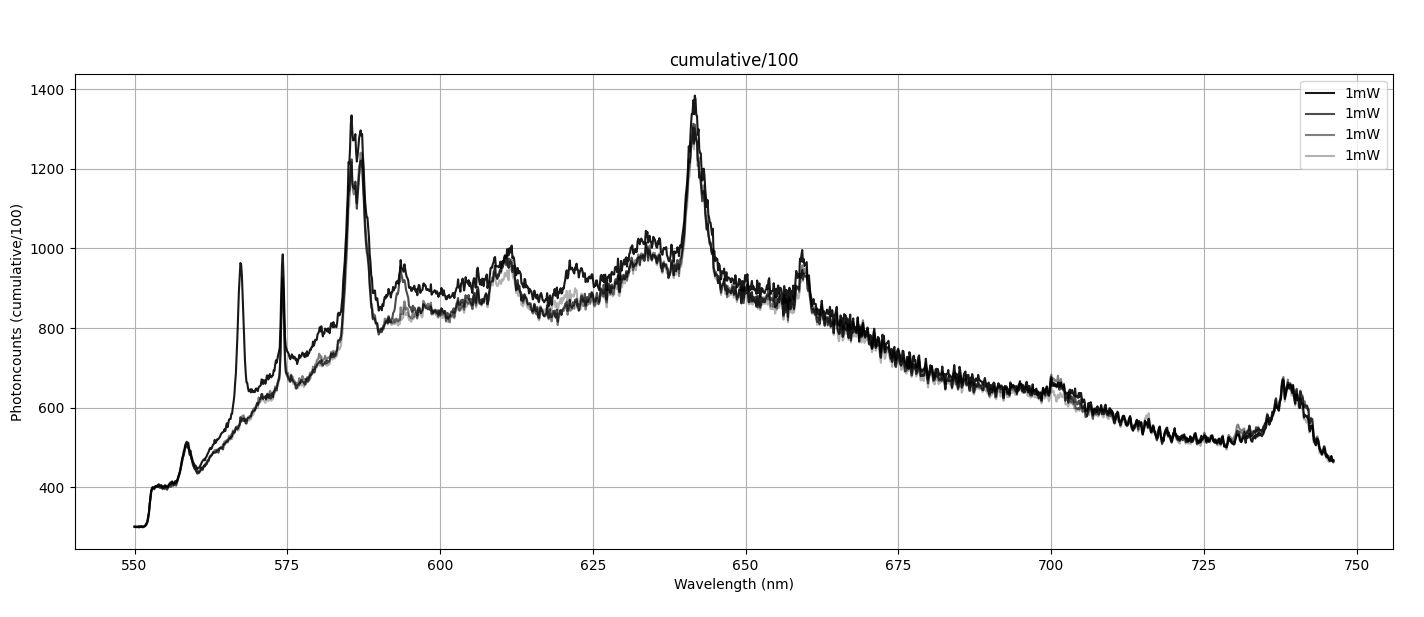 cumulative/100
1mW
1mW
1mW
1mW
1400
1200
1000
800
600
400
Photoncounts (cumulative/100)
550
575
600
625
650
675
700
725
750
Wavelength (nm)